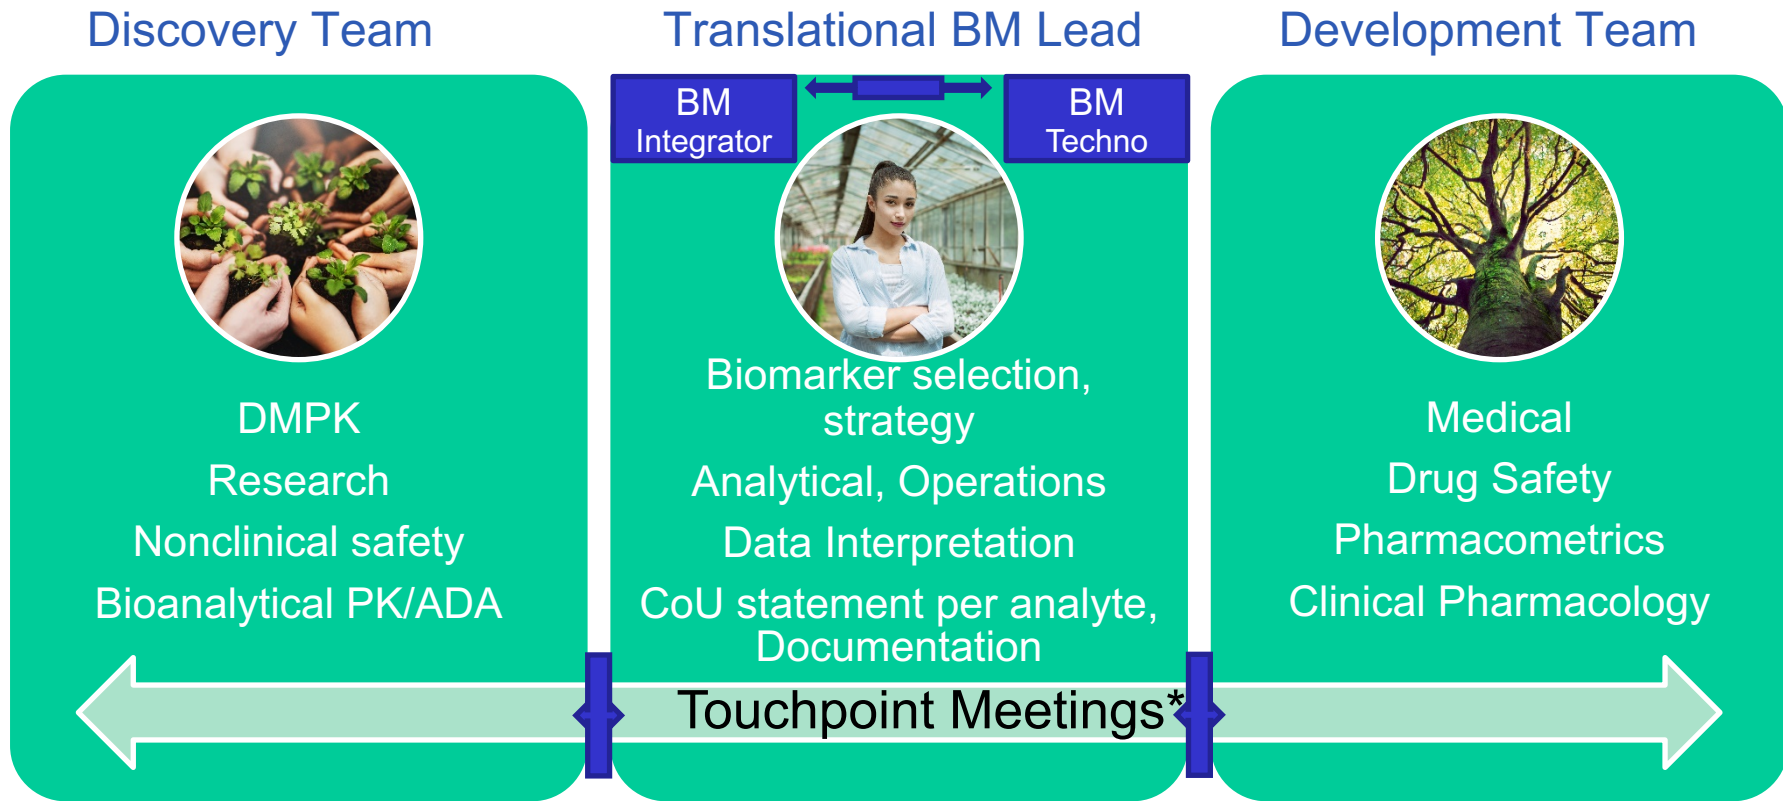 Discovery Team
Translational BM Lead
Development Team
BM
Integrator
BM
Techno
DMPK
Research
Nonclinical safety
Bioanalytical PK/ADA
Biomarker selection,
strategy
Analytical, Operations
Data Interpretation
CoU statement per analyte,
Documentation
Medical
Drug Safety
Pharmacometrics
Clinical Pharmacology
Touchpoint Meetings*